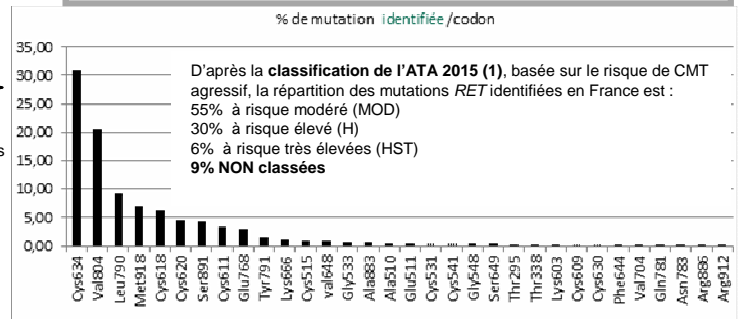 % de mutation identifiée/codon
35,00
30,00
25,00
20,00
15,00
10,00
5,00
0,00
D'après la classification de l'ATA 2015 (1), basée sur le risque de CMT
agressif, la répartition des mutations RET identifiées en France est :
55% à risque modéré (MOD)
30% à risque élevé (H)
6% à risque très élevées (HST)
9% NON classées
s
Cys634
Val804
Leu790
Met918
Cys618
Cys620
Ser891
Cys611
Glu768
Tyr791
Lys666
Cys515
val648
Gly533
Ala883
Ala510
Glu511
Cys531
Cys541
Gly548
Ser649
Thr295
Thr338
Lys603
Cys609
Cys630
Phe644
Val704
Gln781
Asn783
Arg886
Arg912